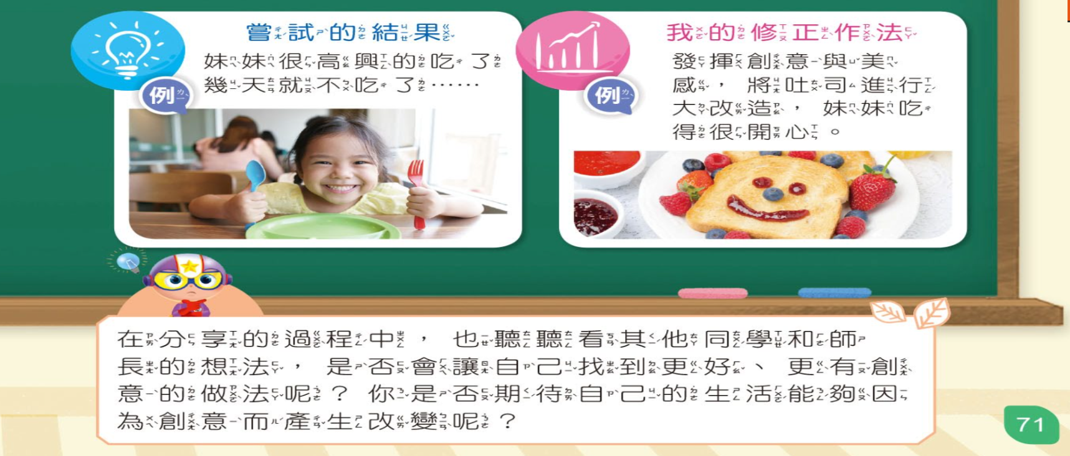 嘗試的結果
妹妹很高興的吃了
幾天就不吃了……
例
我的修正作法
發揮創意與美
感，將吐司進行
大改造，妹妹吃
得很開心。
例
在分享的過程中，也聽聽看其他同學和師
長的想法，是否會讓自己找到更好、更有創
意的做法呢？你是否期待自己的生活能夠因
為創意而產生改變呢？
71